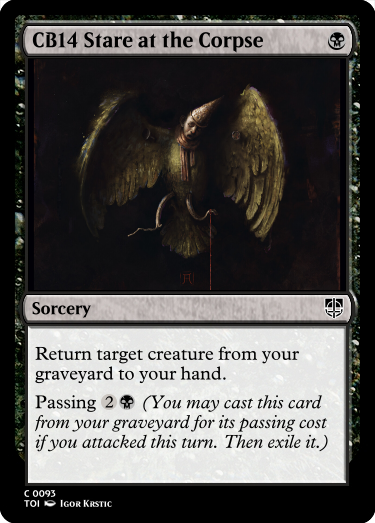 CB14 Stare at the Corpse
Sorcery
Return target creature from your
graveyard to your hand.
Passing 2 (You may cast this card
from your graveyard for its passing cost
if you attacked this turn. Then exile it.)
C 0093
TOI Igor Krstic